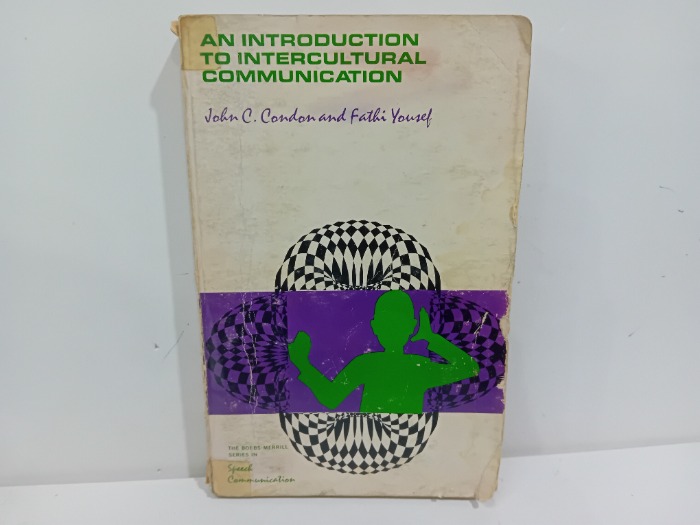 AN INTRODUCTION
TO INTERCULTURAL
COMMUNICATION
John C. Condon and Fathi Yousef
THE BOBBS-MERRILL
SERIES IN
Speech
Communication